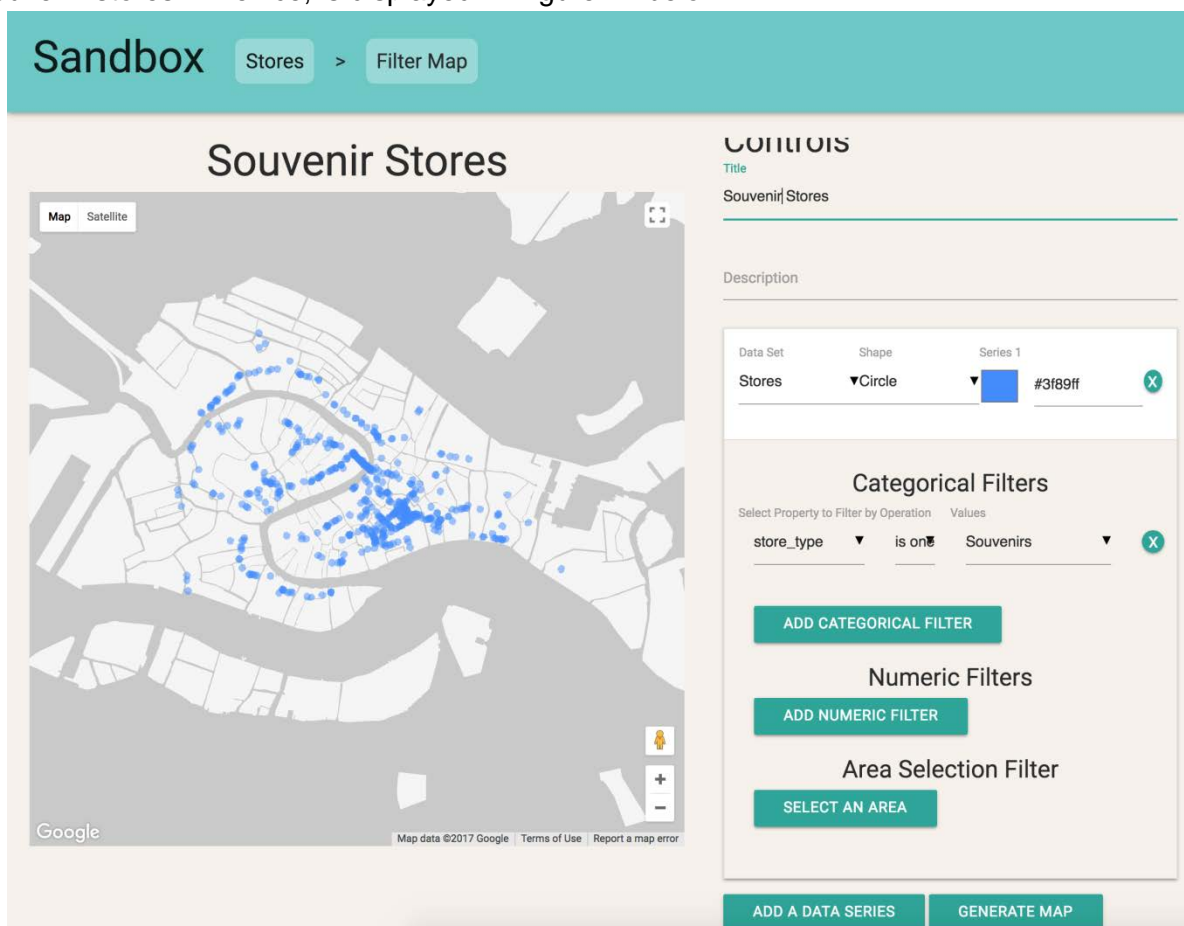 Sandbox Stores > Filter Map
Souvenir Stores
Map Satellite
Google
Map data ©2017 Google Terms of Use Report a map error
Controls
Title
Souvenir Stores
Description
Data Set Shape Series 1
Stores ▼Circle ▼ #3f89ff X
Categorical Filters
Select Property to Filter by Operation Values
store_type ▼ is one ▼ Souvenirs ▼ X
ADD CATEGORICAL FILTER
Numeric Filters
ADD NUMERIC FILTER
Area Selection Filter
SELECT AN AREA
ADD A DATA SERIES GENERATE MAP